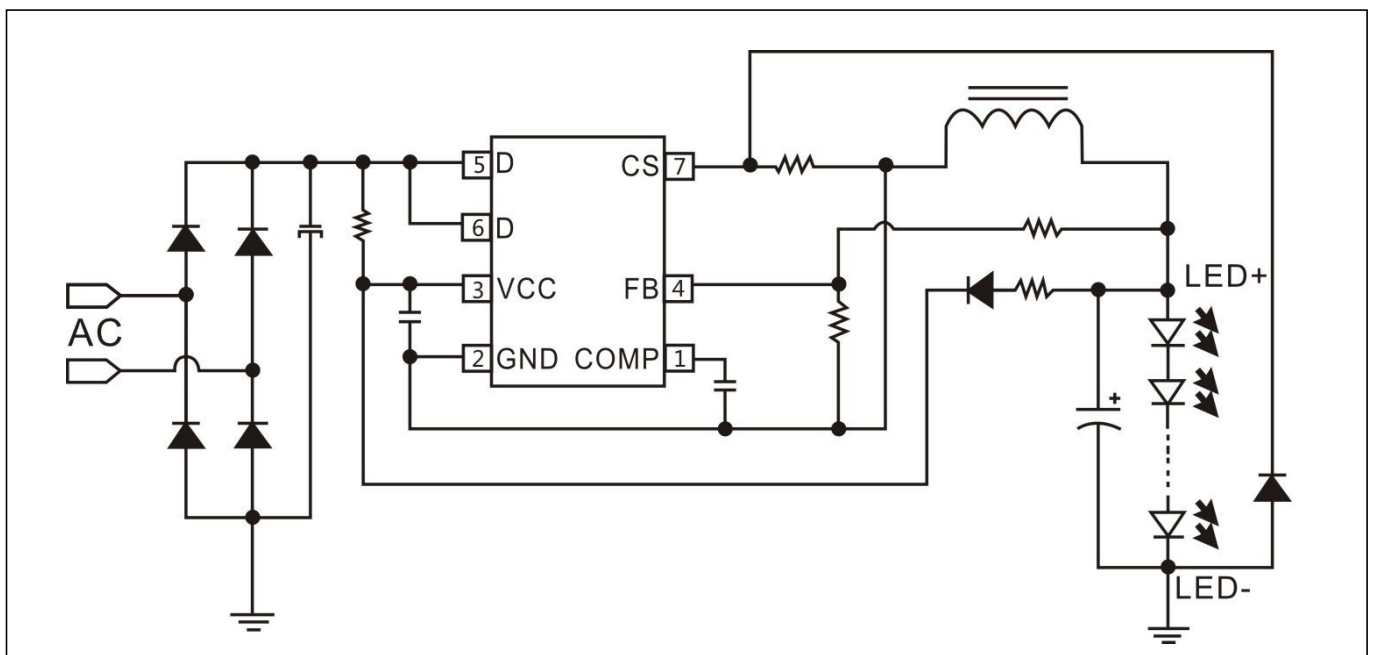 5 D
CS 7
6 D
3 VCC
FB 4
2 GND
COMP 1
AC
LED+
+
LED-